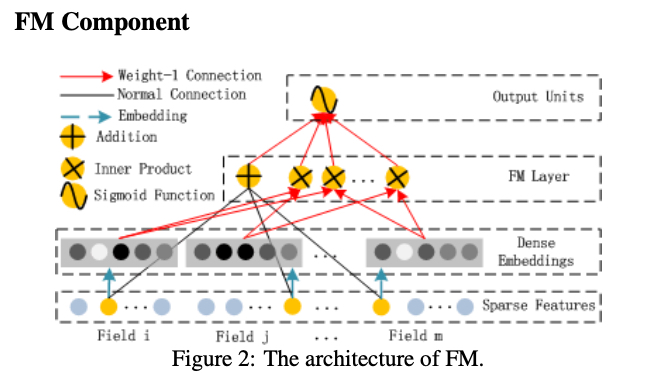 FM Component
Weight-1 Connection
Normal Connection
Embedding
Addition
Inner Product
Sigmoid Function
Output Units
...
FM Layer
Dense
Embeddings
...
... ... ... ... Sparse Features
Field i Field j ... Field m
Figure 2: The architecture of FM.